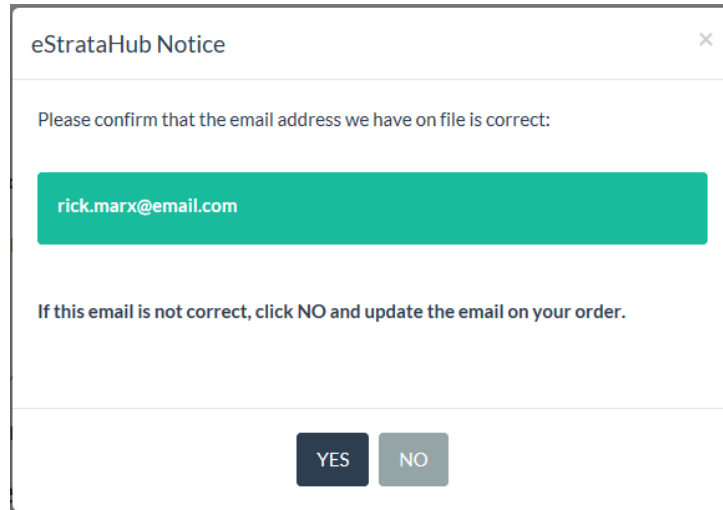 eStrataHub Notice
×
Please confirm that the email address we have on file is correct:
rick.marx@email.com
If this email is not correct, click NO and update the email on your order.
YES NO